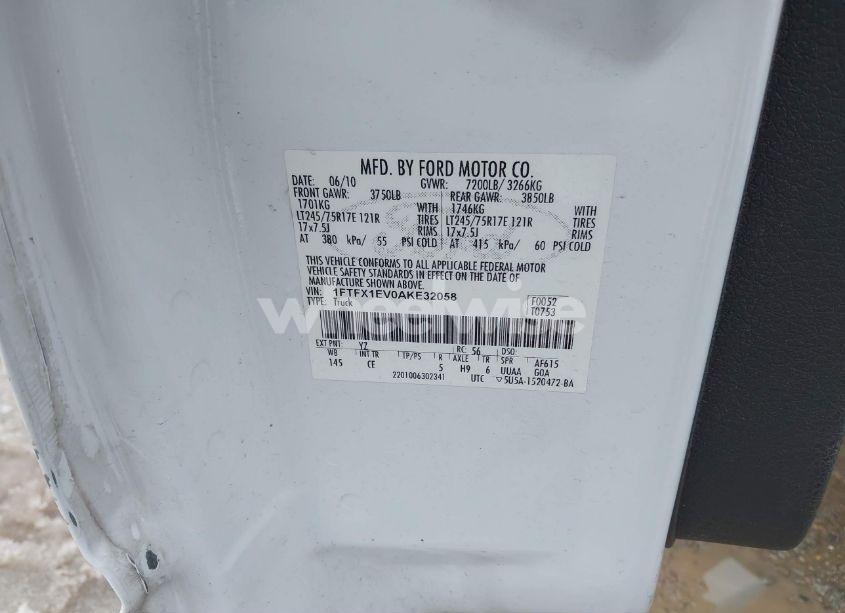 MFD. BY FORD MOTOR CO.
DATE: 06/10 GVWR: 7200LB/ 3266KG
FRONT GAWR: 3750LB REAR GAWR: 3850LB
1701KG WITH 1746KG WITH
LT245/75R17E 121R TIRES LT245/75R17E 121R TIRES
17x7.5J RIMS 17x7.5J RIMS
AT 380 kPa/ 55 PSI COLD AT 415 kPa/ 60 PSI COLD
THIS VEHICLE CONFORMS TO ALL APPLICABLE FEDERAL MOTOR
VEHICLE SAFETY STANDARDS IN EFFECT ON THE DATE OF
MANUFACTURE SHOWN ABOVE.
VIN: 1FTFX1EV0AKE32058 F0052
TYPE: Truck T0753
wheelwise
EXT PNT: YZ RC: 56 DSO:
WB INT TR TP/PS R AXLE TR SPR AF615
145 CE 5 H9 6 UUAA GOA
2201006302341 UTC ▽5U5A-1520472-BA